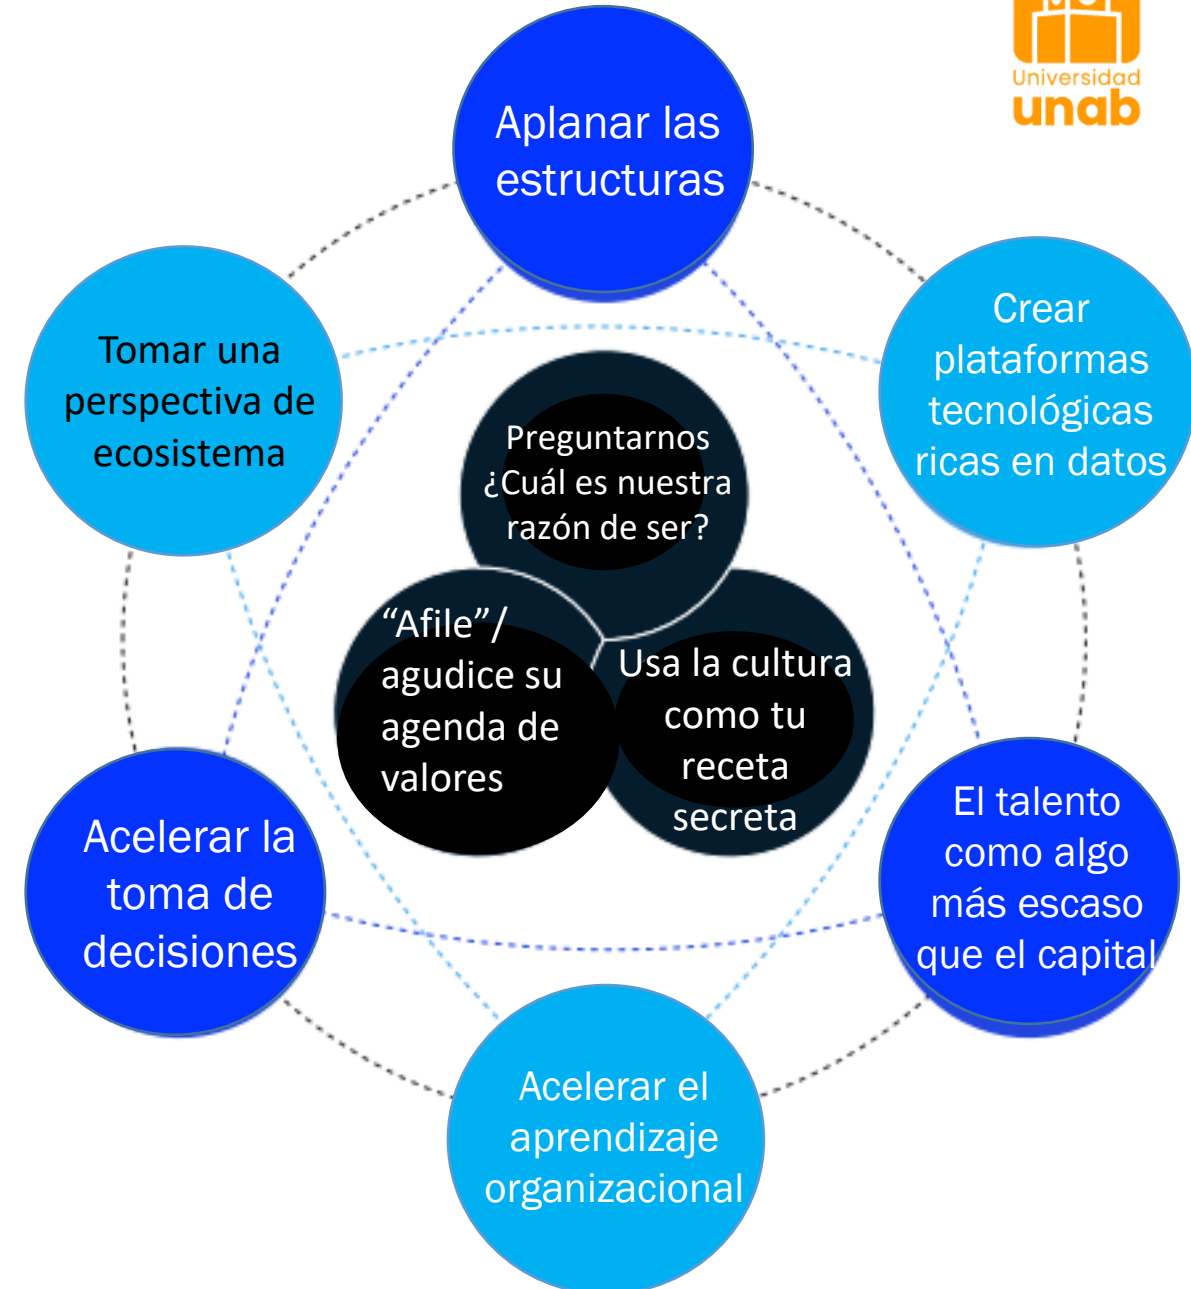 Universidad
unab
Aplanar las
estructuras
Crear
plataformas
tecnológicas
ricas en datos
Tomar una
perspectiva de
ecosistema
Preguntarnos
¿Cuál es nuestra
razón de ser?
“Afile”/
agudice su
agenda de
valores
Usa la cultura
como tu
receta
secreta
El talento
como algo
más escaso
que el capital
Acelerar la
toma de
decisiones
Acelerar el
aprendizaje
organizacional